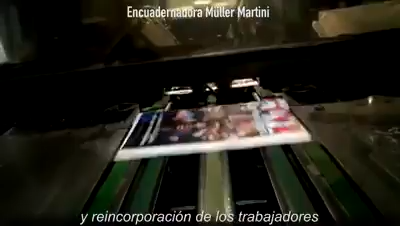 Encuadernadora Müller Martini
y reincorporación de los trabajadores